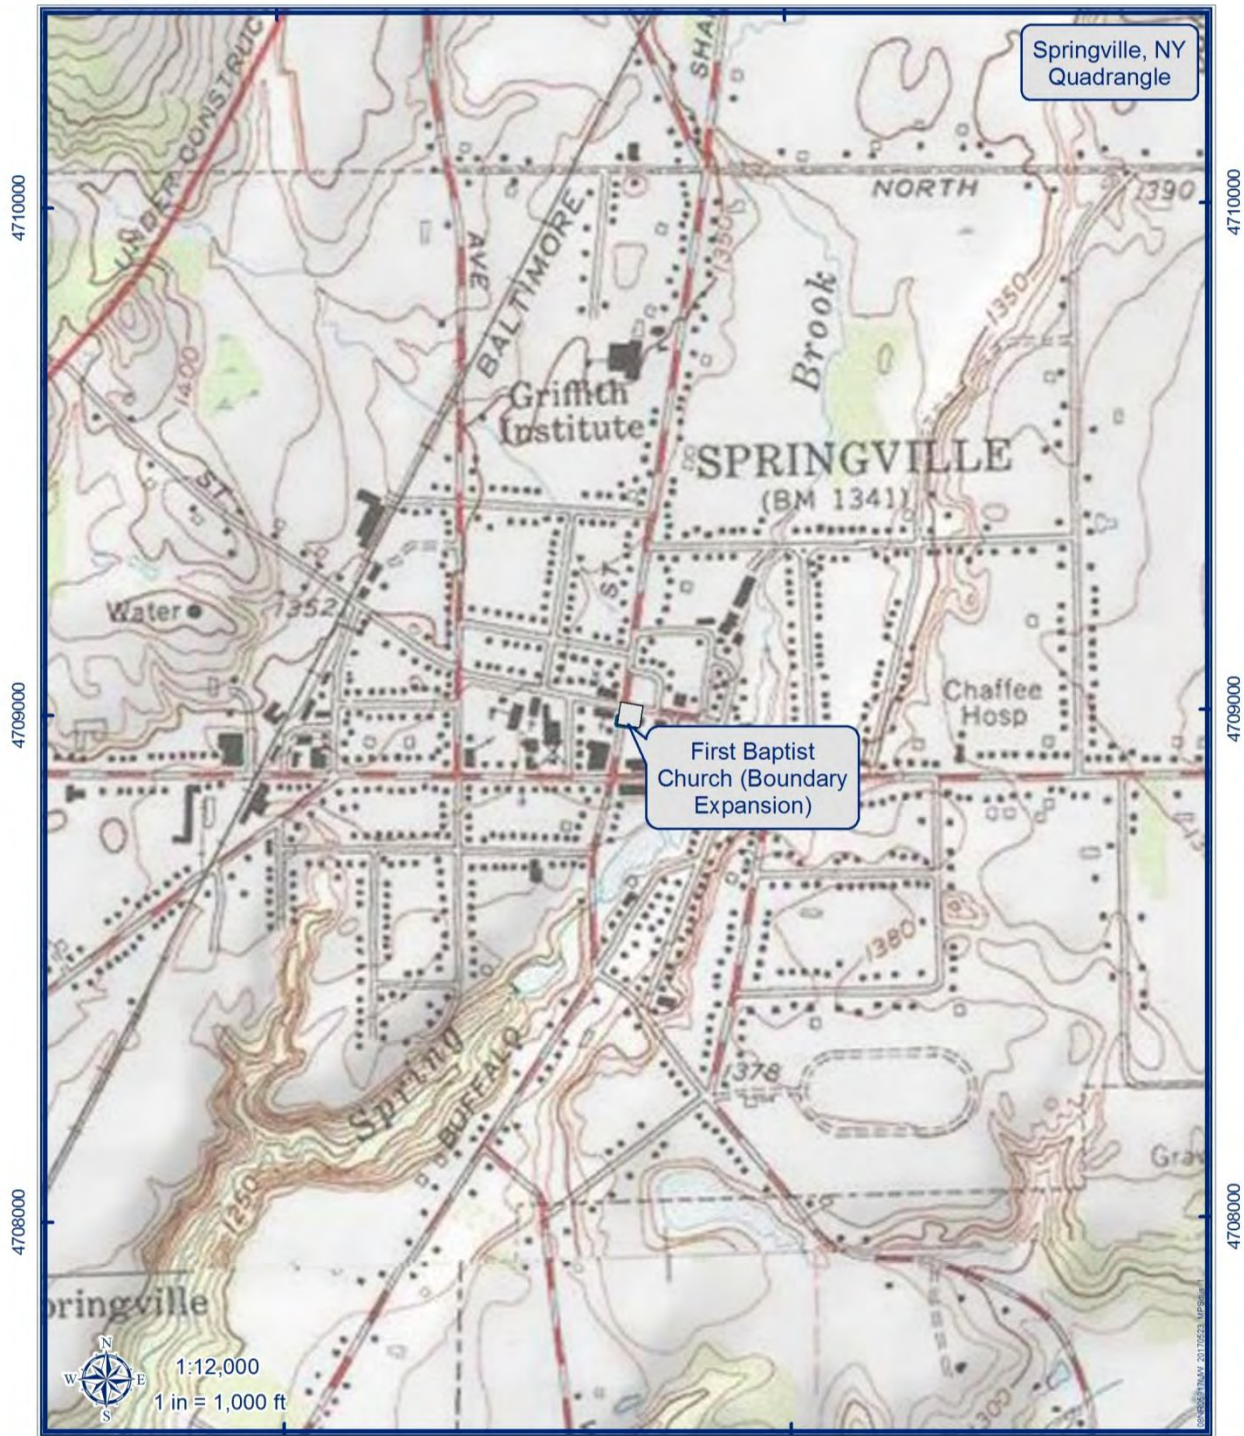 Springville, NY
Quadrangle
UNDER CONSTRUC
SHA
NORTH
1390
4710000
4710000
AVE
BALTIMORE
1350
Brook
1350
1400
Griffith
Institute
SPRINGVILLE
(BM 1341)
ST
ST
Water
1352
Chaffee
Hosp
4709000
4709000
First Baptist
Church (Boundary
Expansion)
1380
Spring
BUFFALO
1378
Grav
1250
4708000
4708000
pringville
N
W
E
S
1:12,000
1 in = 1,000 ft
1300